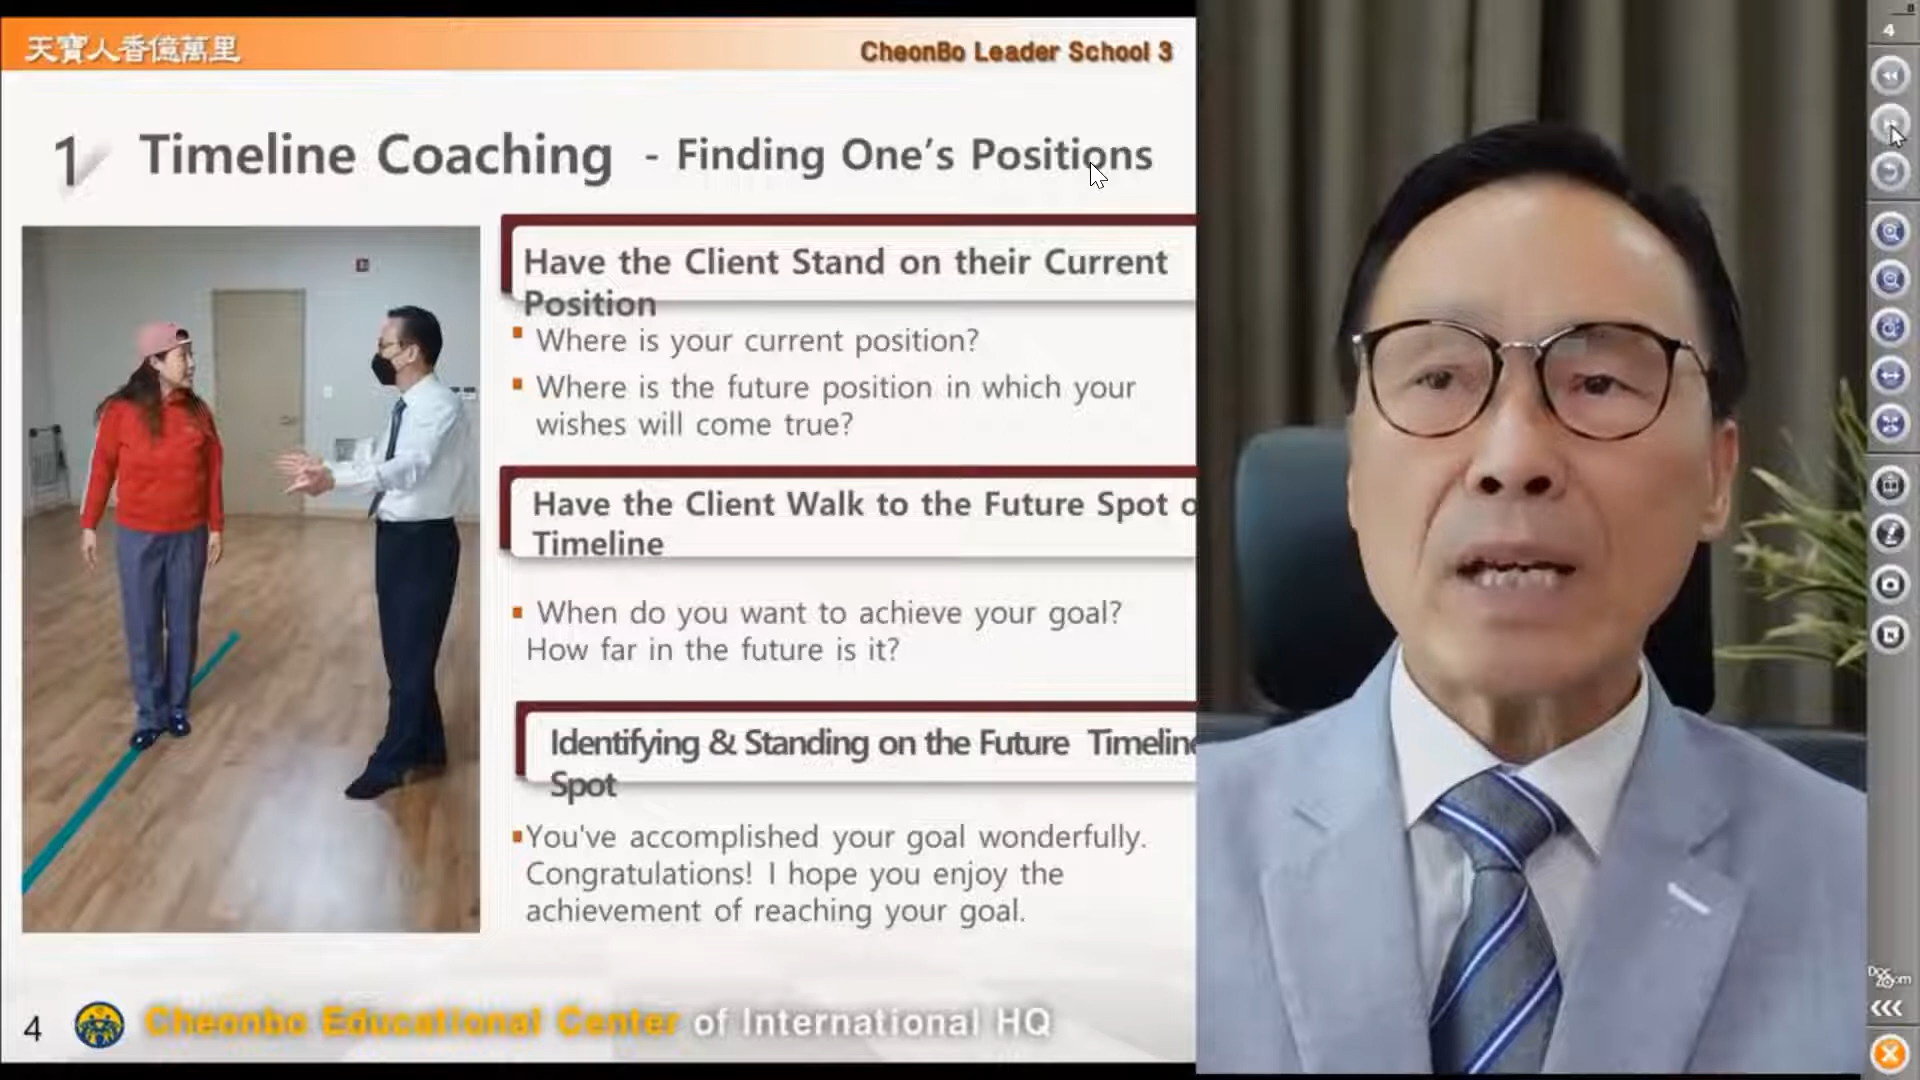 天寶人香億萬里
CheonBo Leader School 3
1 Timeline Coaching - Finding One's Positions
Have the Client Stand on their Current
Position
Where is your current position?
Where is the future position in which your
wishes will come true?
Have the Client Walk to the Future Spot o
Timeline
When do you want to achieve your goal?
How far in the future is it?
Identifying & Standing on the Future Timeline
Spot
You've accomplished your goal wonderfully.
Congratulations! I hope you enjoy the
achievement of reaching your goal.
4 Cheonbo Educational Center of International HQ
4
DocZoom